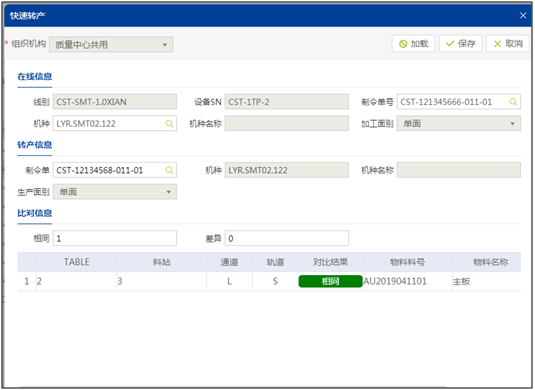 快速转产
* 组织机构 质量中心共用 加载 保存 取消
在线信息
线别 CST-SMT-1.0XIAN 设备SN CST-1TP-2 制令单号 CST-121345666-011-01
机种 LYR.SMT02.122 机种名称 加工面别 单面
转产信息
制令单 CST-12134568-011-01 机种 LYR.SMT02.122 机种名称
生产面别 单面
比对信息
相同 1 差异 0
TABLE 料站 通道 轨道 对比结果 物料料号 物料名称
1 2 3 L S 相同 AU2019041101 主板